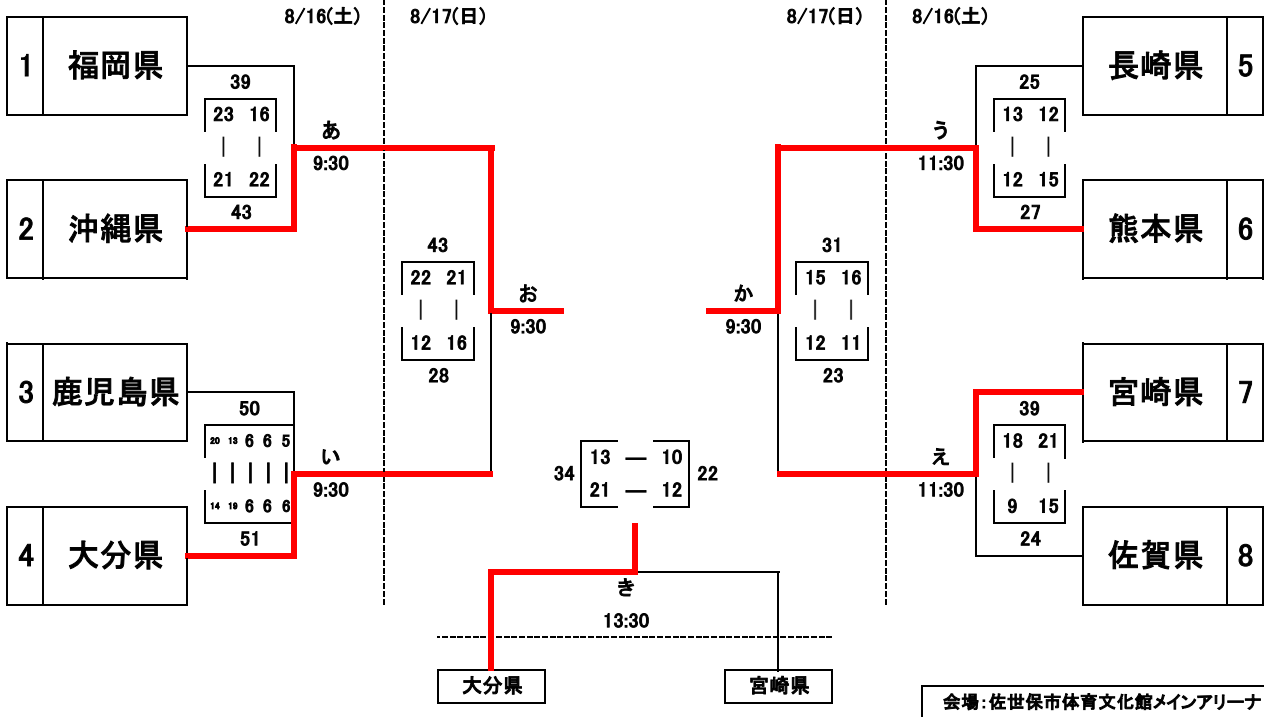 8/16(土) 8/17(日) 8/17(日) 8/16(土)
1 福岡県
39
23 16
| |
21 22
43
2 沖縄県
あ
9:30
3 鹿児島県
50
20 13 6 6 5
| | | | |
14 19 6 6 6
51
4 大分県
い
9:30
43
22 21
| |
12 16
28
お
9:30
か
9:30
31
15 16
| |
12 11
23
う
11:30
長崎県 5
25
13 12
| |
12 15
27
熊本県 6
え
11:30
宮崎県 7
39
18 21
| |
9 15
24
佐賀県 8
34
13 ― 10
21 ― 12
22
き
13:30
大分県 宮崎県
会場：佐世保市体育文化館メインアリーナ